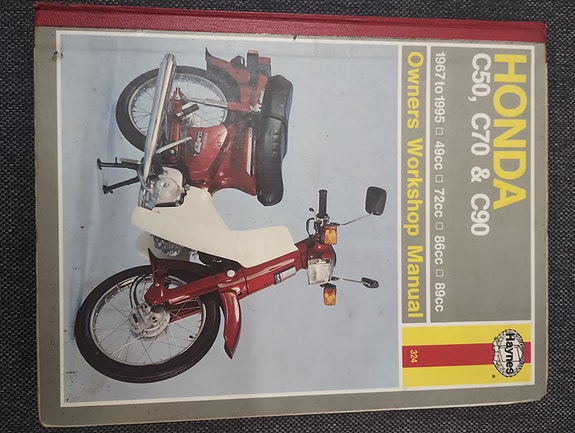 HONDA
C50, C70 & C90
1967 to 1995 □ 49cc □ 72cc □ 86cc □ 89cc
Owners Workshop Manual
Haynes
®
324